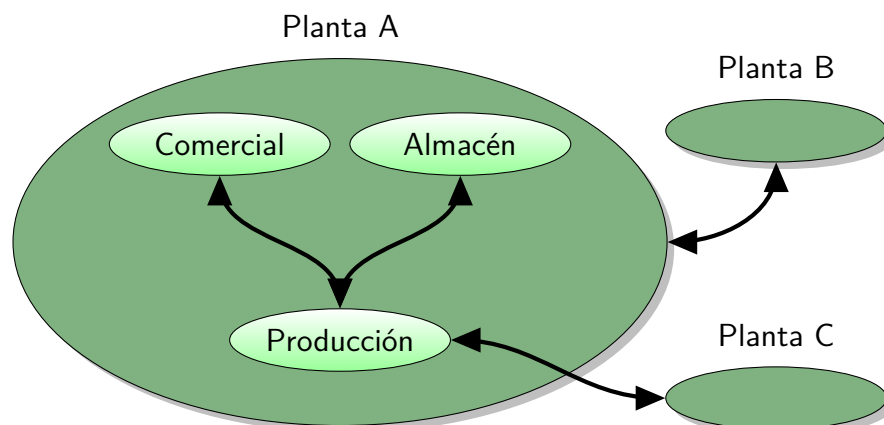 Planta A
Planta B
Comercial
Almacén
Producción
Planta C